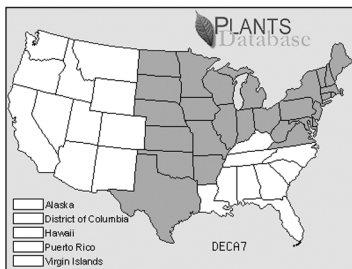 PLANTS
Database
Alaska
District of Columbia
Hawaii
Puerto Rico
Virgin Islands
DECA7